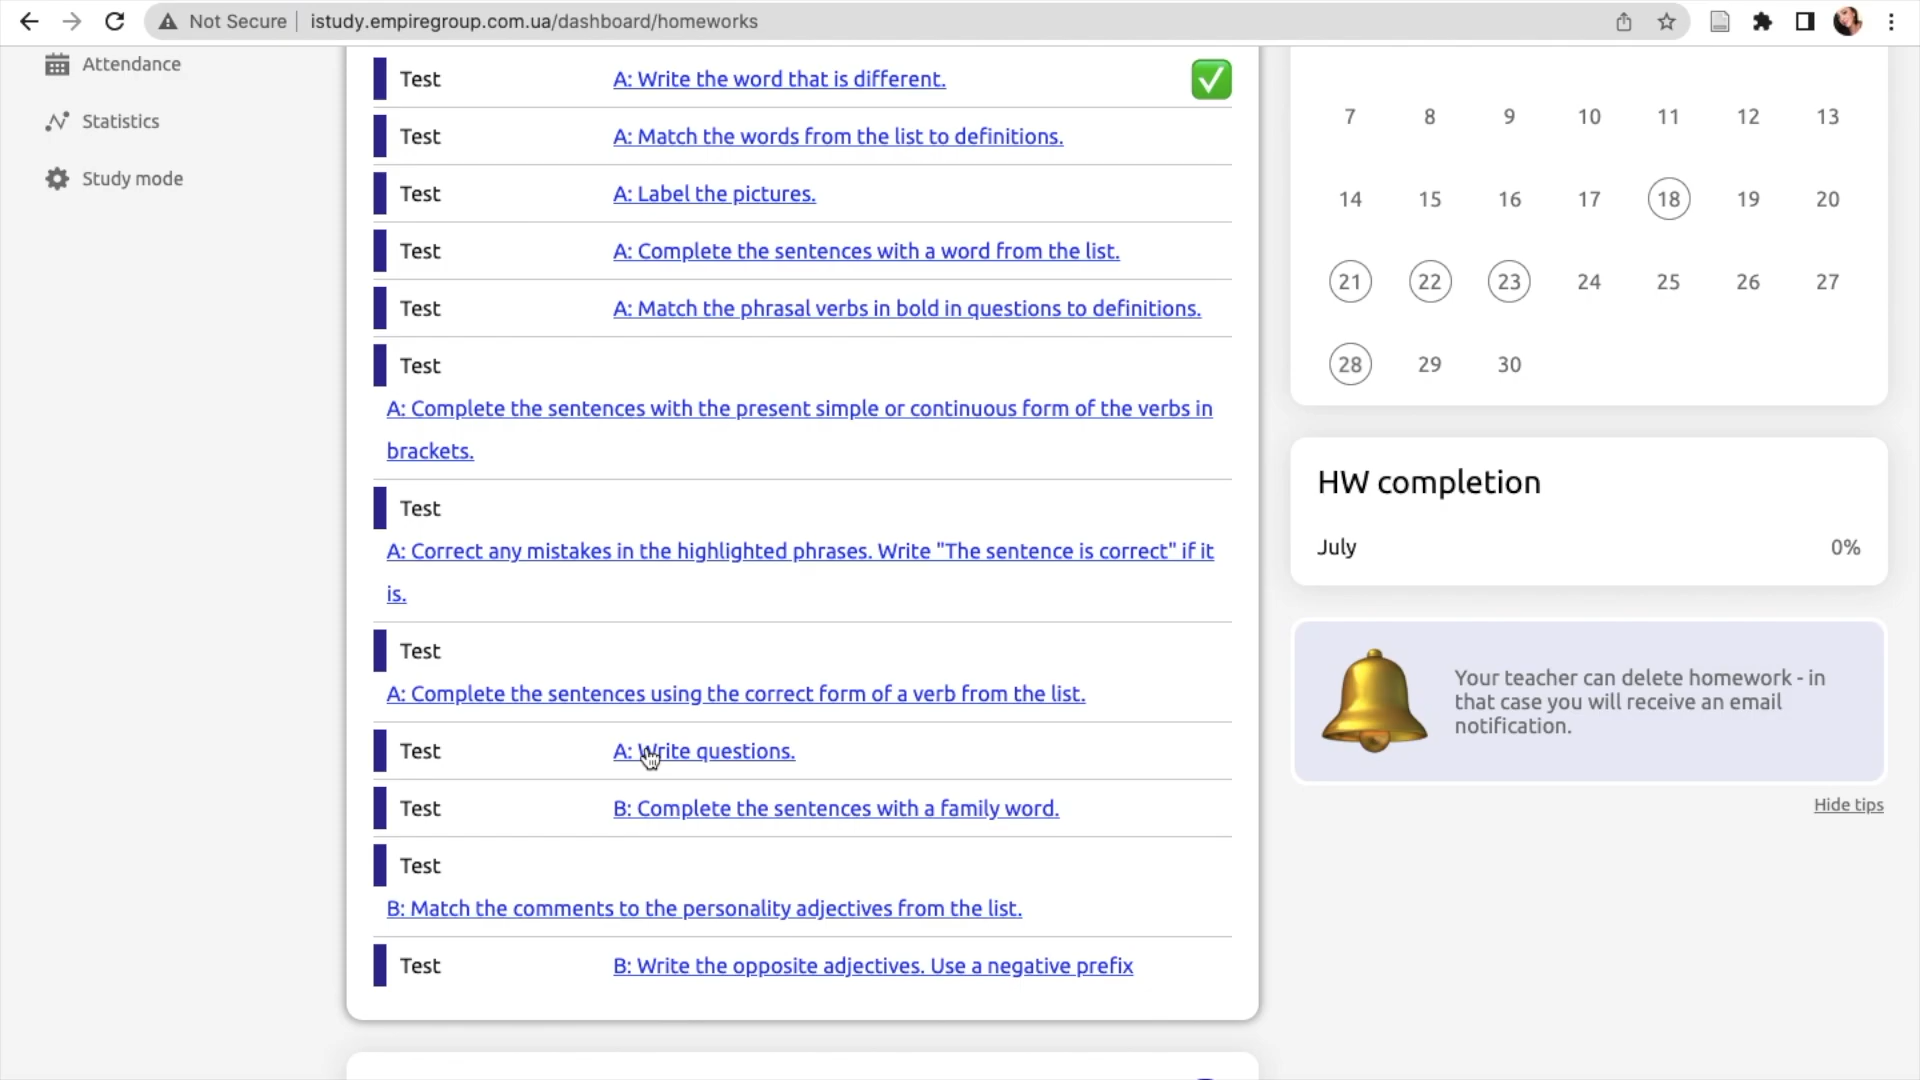 Not Secure
istudy.empiregroup.com.ua/dashboard/homeworks
Attendance
Statistics
Study mode
Test A: Write the word that is different.
Test A: Match the words from the list to definitions.
Test A: Label the pictures.
Test A: Complete the sentences with a word from the list.
Test A: Match the phrasal verbs in bold in questions to definitions.
Test
A: Complete the sentences with the present simple or continuous form of the verbs in
brackets.
Test
A: Correct any mistakes in the highlighted phrases. Write "The sentence is correct" if it
is.
Test
A: Complete the sentences using the correct form of a verb from the list.
Test A: Write questions.
Test B: Complete the sentences with a family word.
Test
B: Match the comments to the personality adjectives from the list.
Test B: Write the opposite adjectives. Use a negative prefix
7 8 9 10 11 12 13
14 15 16 17 18 19 20
21 22 23 24 25 26 27
28 29 30
HW completion
July 0%
Your teacher can delete homework - in
that case you will receive an email
notification.
Hide tips